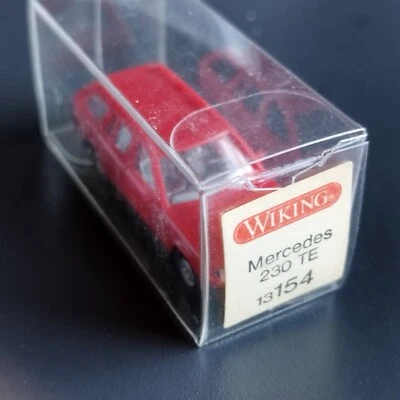 WIKING®
Mercedes
230 TE
13154